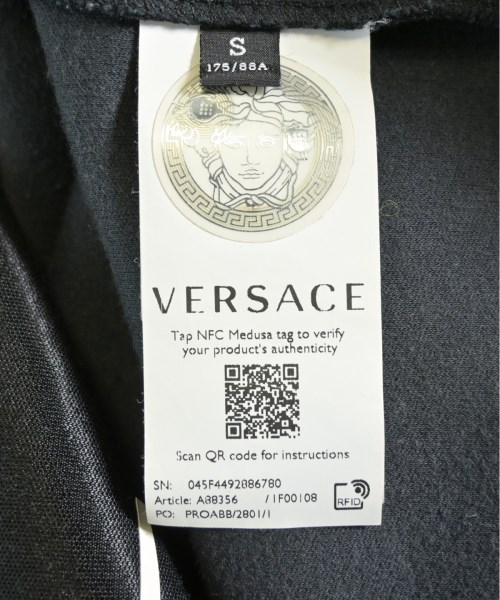 S
175/88A
VERSACE
Tap NFC Medusa tag to verify
your product's authenticity
Scan QR code for instructions
SN: 045F4492886780
Article: A88356 /1F00108
PO: PROABB/2801/1
RFID